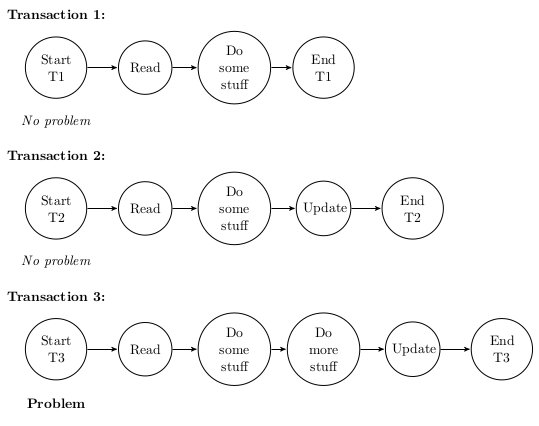 Transaction 1:
Start
T1
Read
Do
some
stuff
End
T1
No problem
Transaction 2:
Start
T2
Read
Do
some
stuff
Update
End
T2
No problem
Transaction 3:
Start
T3
Read
Do
some
stuff
Do
more
stuff
Update
End
T3
Problem